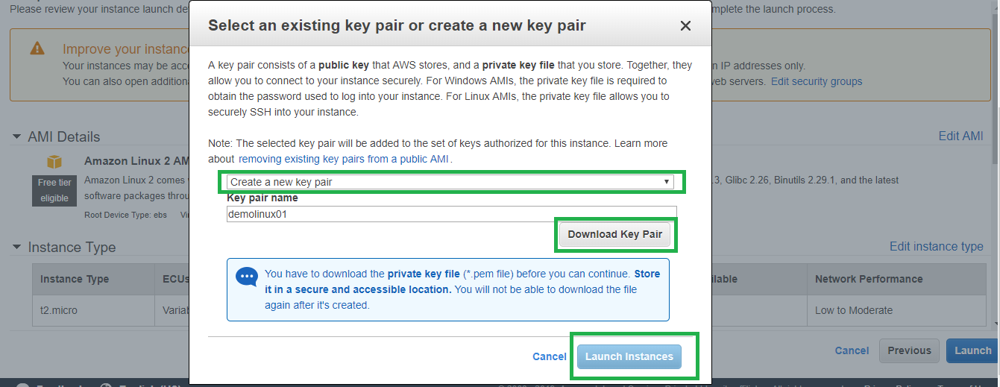 Please review your instance launch de
mplete the launch process.
Select an existing key pair or create a new key pair
Improve your instanc
Your instances may be acce
n IP addresses only.
You can also open additiona
eb servers. Edit security groups
A key pair consists of a public key that AWS stores, and a private key file that you store. Together, they
allow you to connect to your instance securely. For Windows AMIs, the private key file is required to
obtain the password used to log into your instance. For Linux AMIs, the private key file allows you to
securely SSH into your instance.
Note: The selected key pair will be added to the set of keys authorized for this instance. Learn more
about removing existing key pairs from a public AMI.
AMI Details
Edit AMI
Amazon Linux 2 AM
Free tier
eligible
Amazon Linux 2 comes
.3, Glibc 2.26, Binutils 2.29.1, and the latest
software packages throu
Root Device Type: ebs
Create a new key pair
Key pair name
demolinux01
Download Key Pair
Instance Type
Edit instance type
You have to download the private key file (*.pem file) before you can continue. Store
it in a secure and accessible location. You will not be able to download the file
again after it's created.
Instance Type ECUs
ilable Network Performance
t2.micro Variab
Low to Moderate
Cancel Launch Instances
Cancel Previous Launch